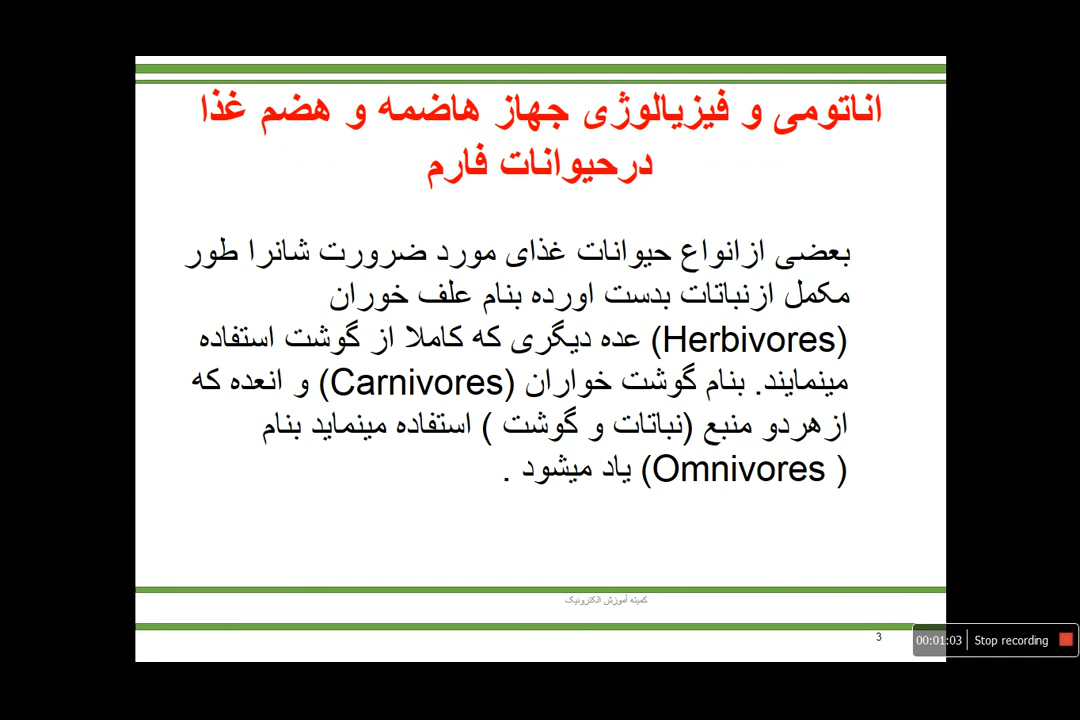 اناتومی و فیزیالوژی جهاز هاضمه و هضم غذا
درحیوانات فارم
بعضی ازانواع حیوانات غذای مورد ضرورت شانرا طور
مکمل ازنباتات بدست اورده بنام علف خوران
(Herbivores) عده دیگری که کاملا از گوشت استفاده
مینمایند. بنام گوشت خواران (Carnivores) و انعده که
ازهردو منبع (نباتات و گوشت ) استفاده مینماید بنام
( Omnivores) یاد میشود .
کمیته آموزش الکترونیک
3
00:01:03 Stop recording